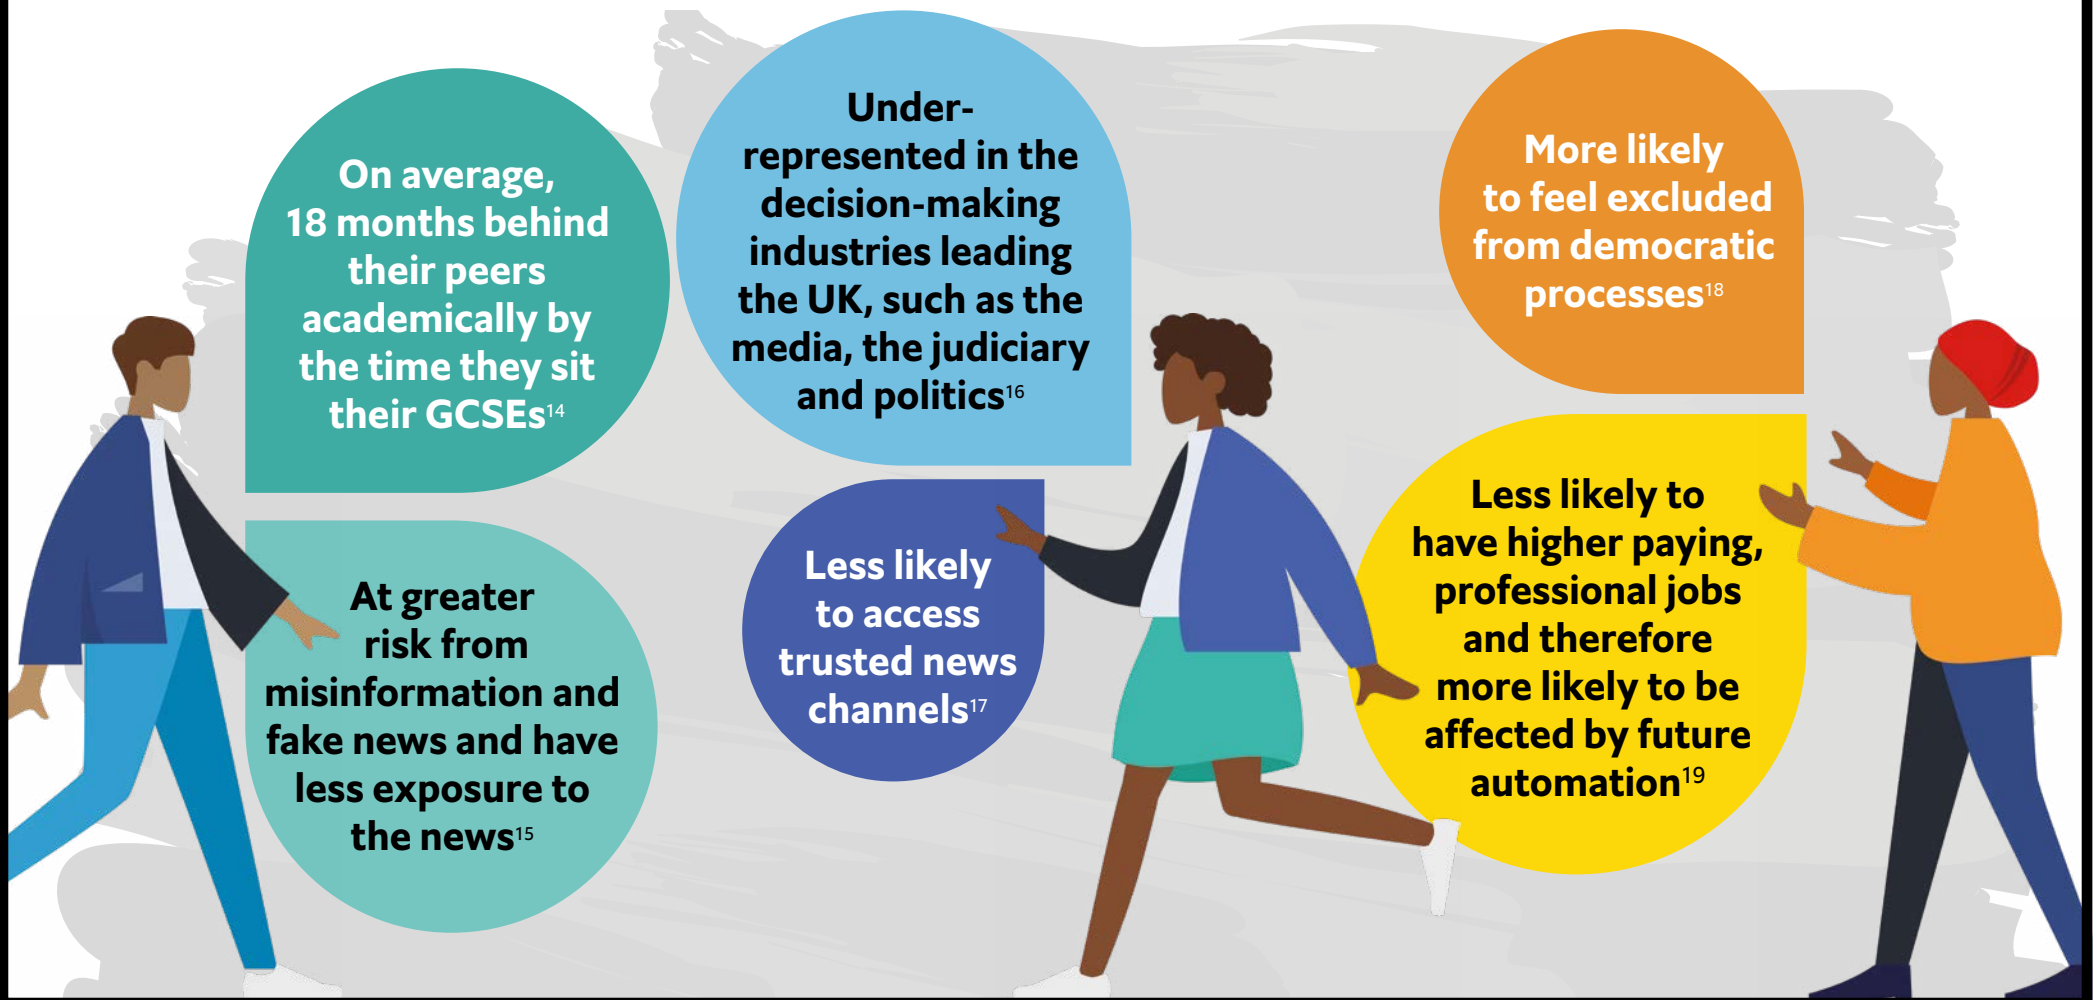 On average,
18 months behind
their peers
academically by
the time they sit
their GCSEs14
At greater
risk from
misinformation and
fake news and have
less exposure to
the news15
Under-
represented in the
decision-making
industries leading
the UK, such as the
media, the judiciary
and politics16
Less likely
to access
trusted news
channels17
More likely
to feel excluded
from democratic
processes18
Less likely to
have higher paying,
professional jobs
and therefore
more likely to be
affected by future
automation19